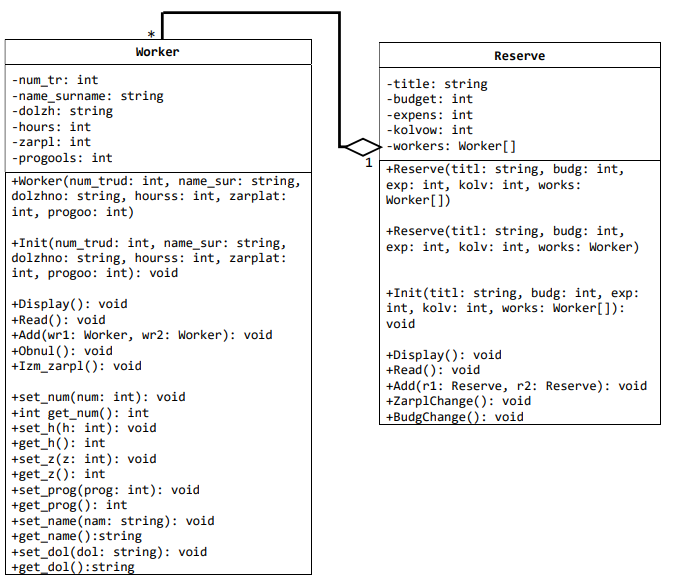 *
Worker
-num_tr: int
-name_surname: string
-dolzh: string
-hours: int
-zarpl: int
-progools: int
+Worker(num_trud: int, name_sur: string,
dolzhno: string, hourss: int, zarplat:
int, progoo: int)
+Init(num_trud: int, name_sur: string,
dolzhno: string, hourss: int, zarplat:
int, progoo: int): void
+Display(): void
+Read(): void
+Add(wr1: Worker, wr2: Worker): void
+Obnul(): void
+Izm_zarpl(): void
+set_num(num: int): void
+int get_num(): int
+set_h(h: int): void
+get_h(): int
+set_z(z: int): void
+get_z(): int
+set_prog(prog: int): void
+get_prog(): int
+set_name(nam: string): void
+get_name():string
+set_dol(dol: string): void
+get_dol():string
1
Reserve
-title: string
-budget: int
-expens: int
-kolvow: int
-workers: Worker[]
+Reserve(titl: string, budg: int,
exp: int, kolv: int, works:
Worker[])
+Reserve(titl: string, budg: int,
exp: int, kolv: int, works: Worker)
+Init(titl: string, budg: int, exp:
int, kolv: int, works: Worker[]):
void
+Display(): void
+Read(): void
+Add(r1: Reserve, r2: Reserve): void
+ZarplChange(): void
+BudgChange(): void